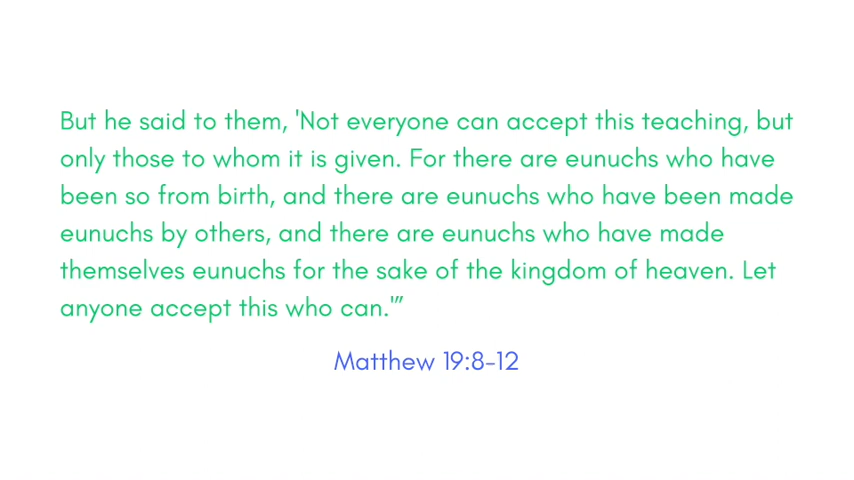 But he said to them, 'Not everyone can accept this teaching, but
only those to whom it is given. For there are eunuchs who have
been so from birth, and there are eunuchs who have been made
eunuchs by others, and there are eunuchs who have made
themselves eunuchs for the sake of the kingdom of heaven. Let
anyone accept this who can.'”
Matthew 19:8-12